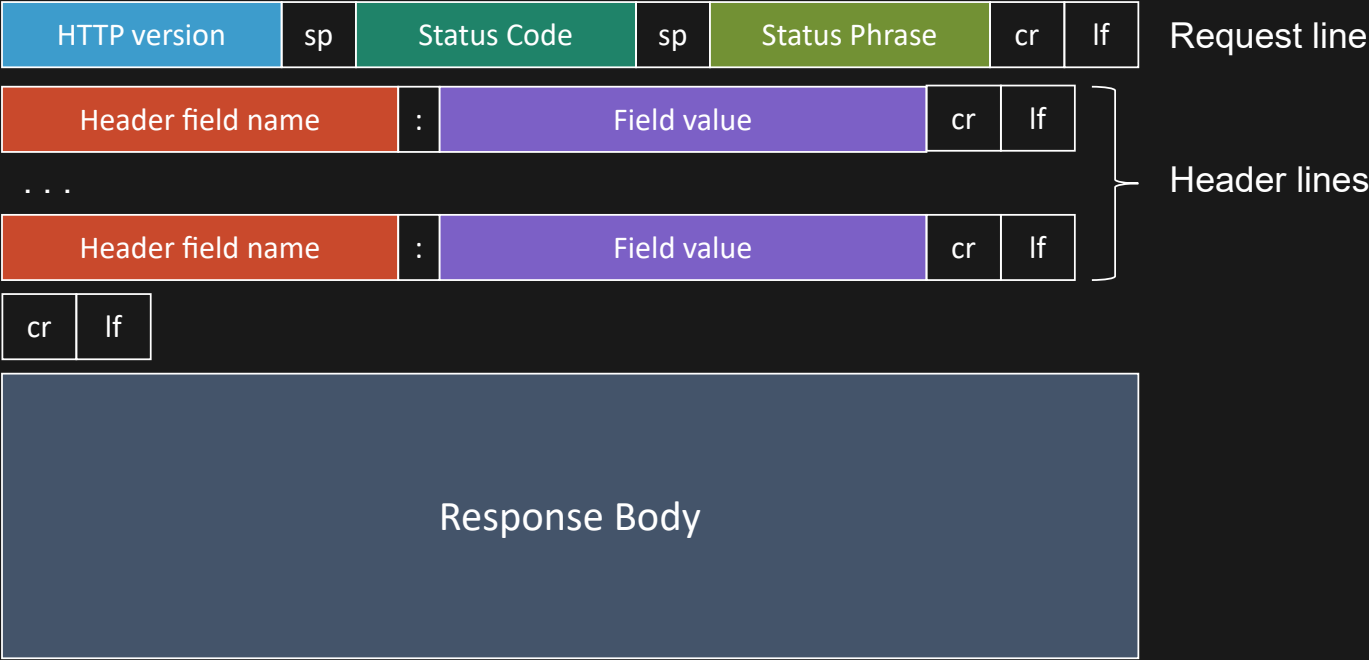 HTTP version sp Status Code sp Status Phrase cr lf Request line
Header field name : Field value cr lf
. . .
Header lines
Header field name : Field value cr lf
cr lf
Response Body